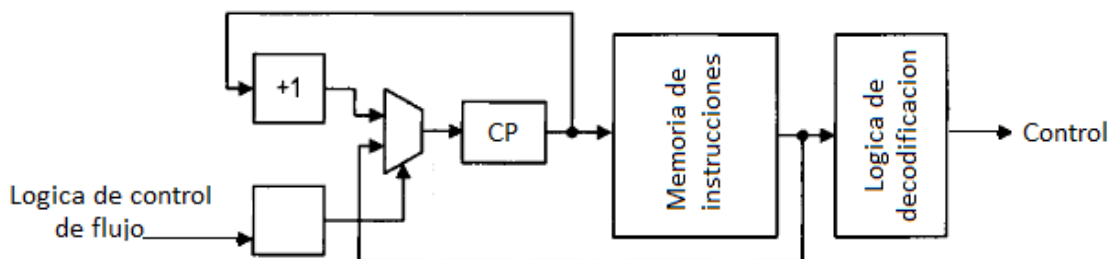 +1
CP
Memoria de
instrucciones
Logica de
decodificacion
Control
Logica de control
de flujo